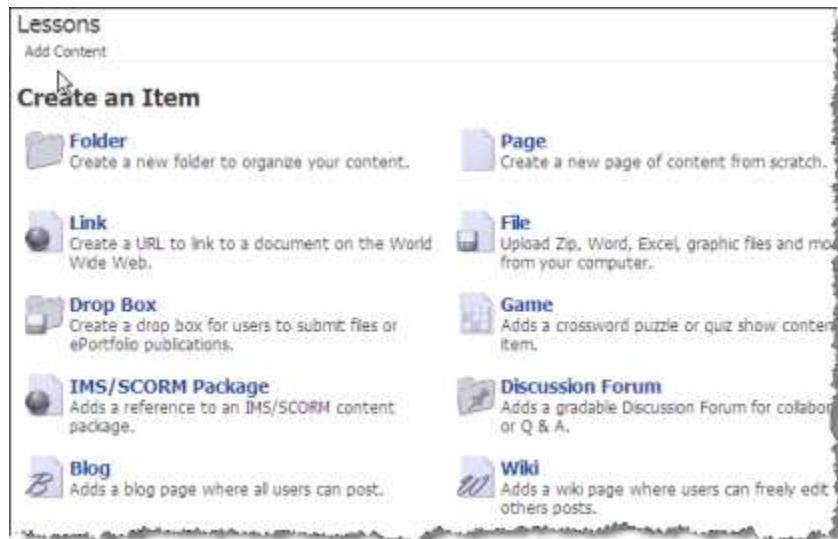 Lessons
Add Content
Create an Item
Folder
Create a new folder to organize your content.
Page
Create a new page of content from scratch.
Link
Create a URL to link to a document on the World
Wide Web.
File
Upload Zip, Word, Excel, graphic files and
from your computer.
Drop Box
Create a drop box for users to submit files or
ePortfolio publications.
Game
Adds a crossword puzzle or quiz show
item.
IMS/SCORM Package
Adds a reference to an IMS/SCORM content
package.
Discussion Forum
Adds a gradable Discussion Forum for
or Q & A.
Blog
Adds a blog page where all users can post.
Wiki
Adds a wiki page where users can freely edit
others posts.